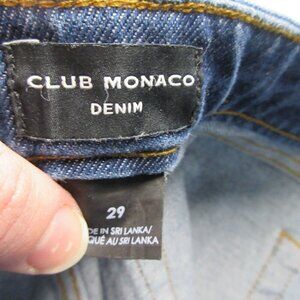 CLUB MONACO
DENIM
29
DE IN SRI LANKA/
QUÉ AU SRI LANKA